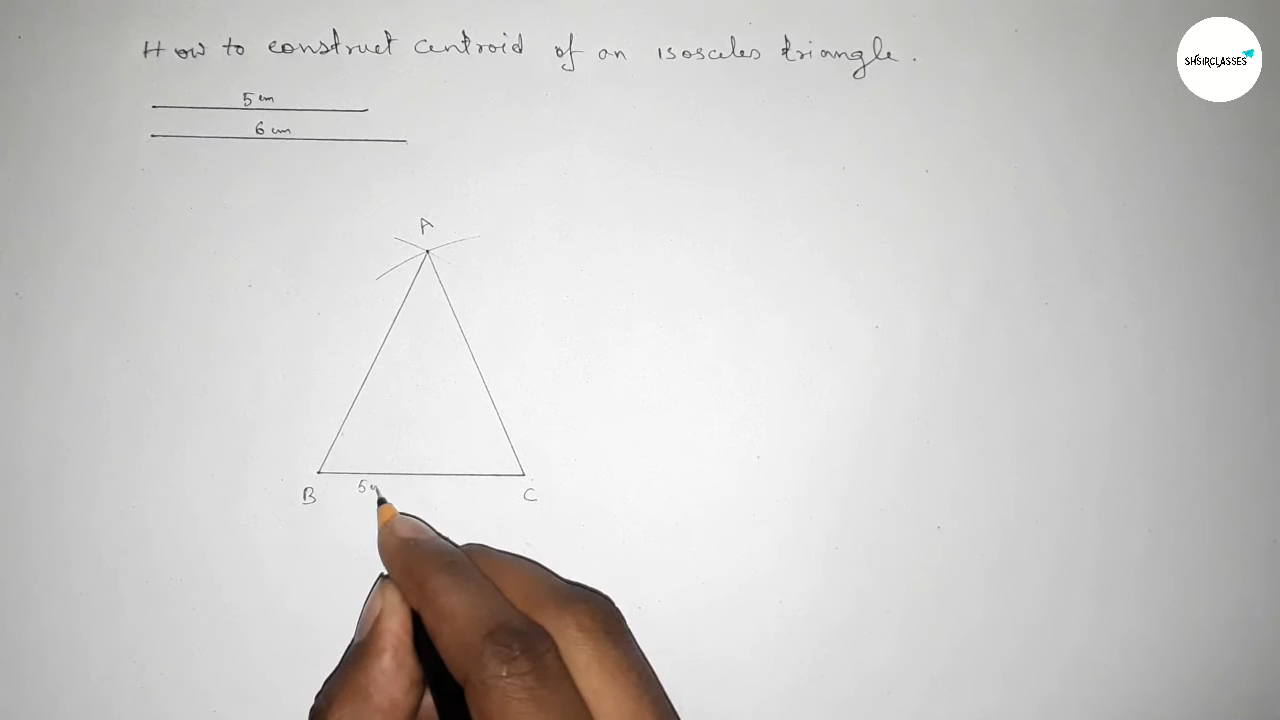 How to construct centroid of an isosceles triangle.
SHSIRCLASSES
5 cm
6 cm
A
B
C